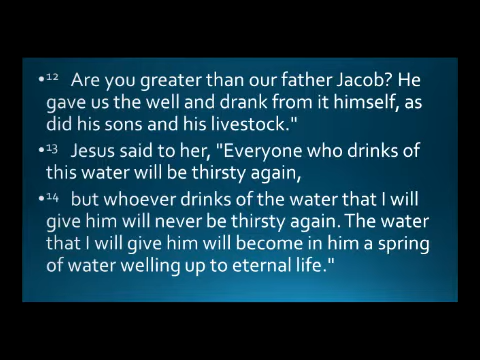 •12 Are you greater than our father Jacob? He
gave us the well and drank from it himself, as
did his sons and his livestock."
•13 Jesus said to her, "Everyone who drinks of
this water will be thirsty again,
•14 but whoever drinks of the water that I will
give him will never be thirsty again. The water
that I will give him will become in him a spring
of water welling up to eternal life."